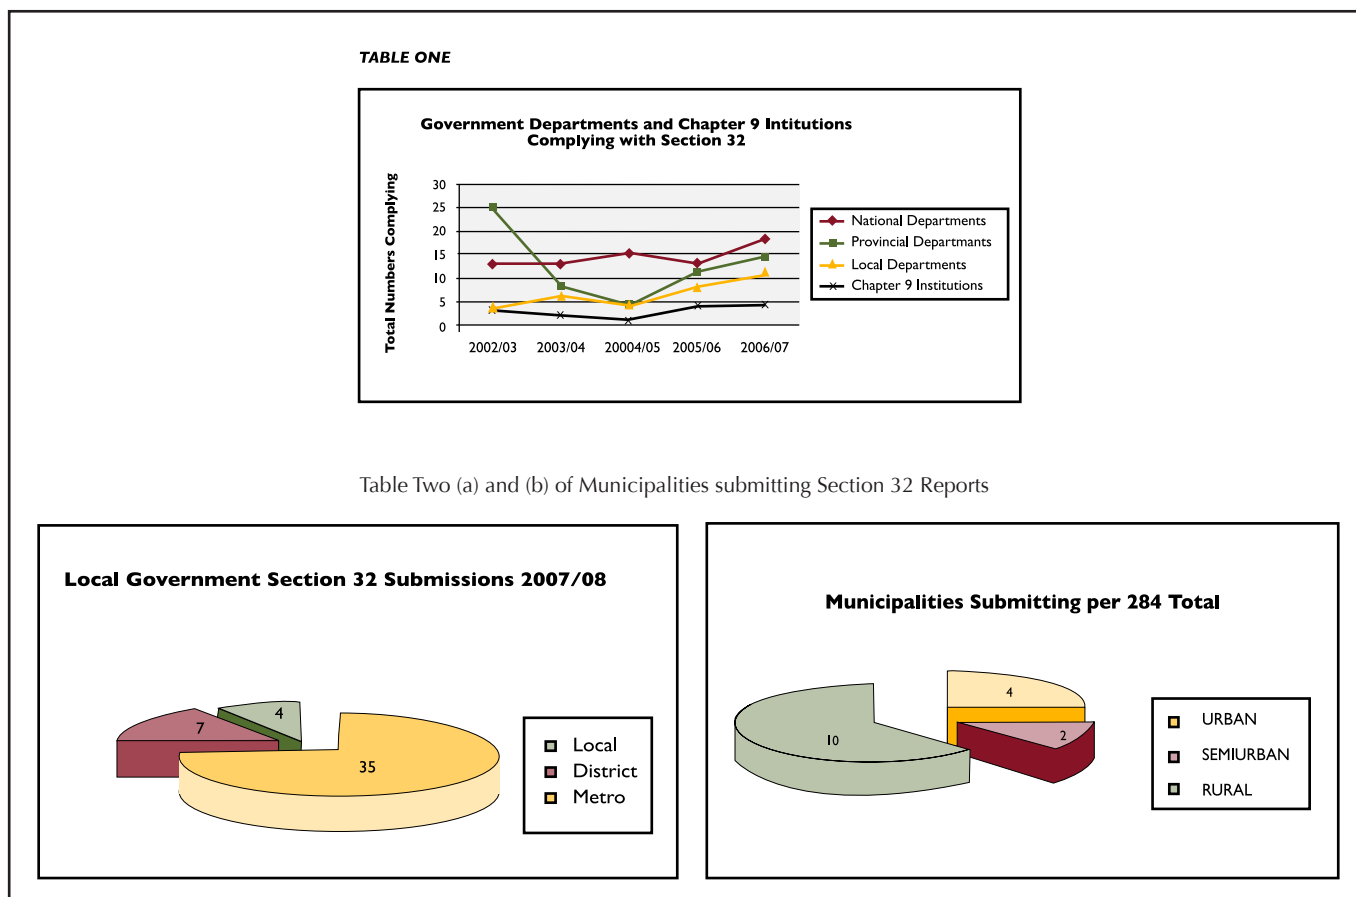 TABLE ONE
Government Departments and Chapter 9 Intitutions
Complying with Section 32
Total Numbers Complying
30
25
20
15
10
5
0
2002/03 2003/04 20004/05 2005/06 2006/07
National Departments
Provincial Departmants
Local Departments
Chapter 9 Institutions
Table Two (a) and (b) of Municipalities submitting Section 32 Reports
Local Government Section 32 Submissions 2007/08
4
7
35
Local
District
Metro
Municipalities Submitting per 284 Total
4
2
10
URBAN
SEMIURBAN
RURAL